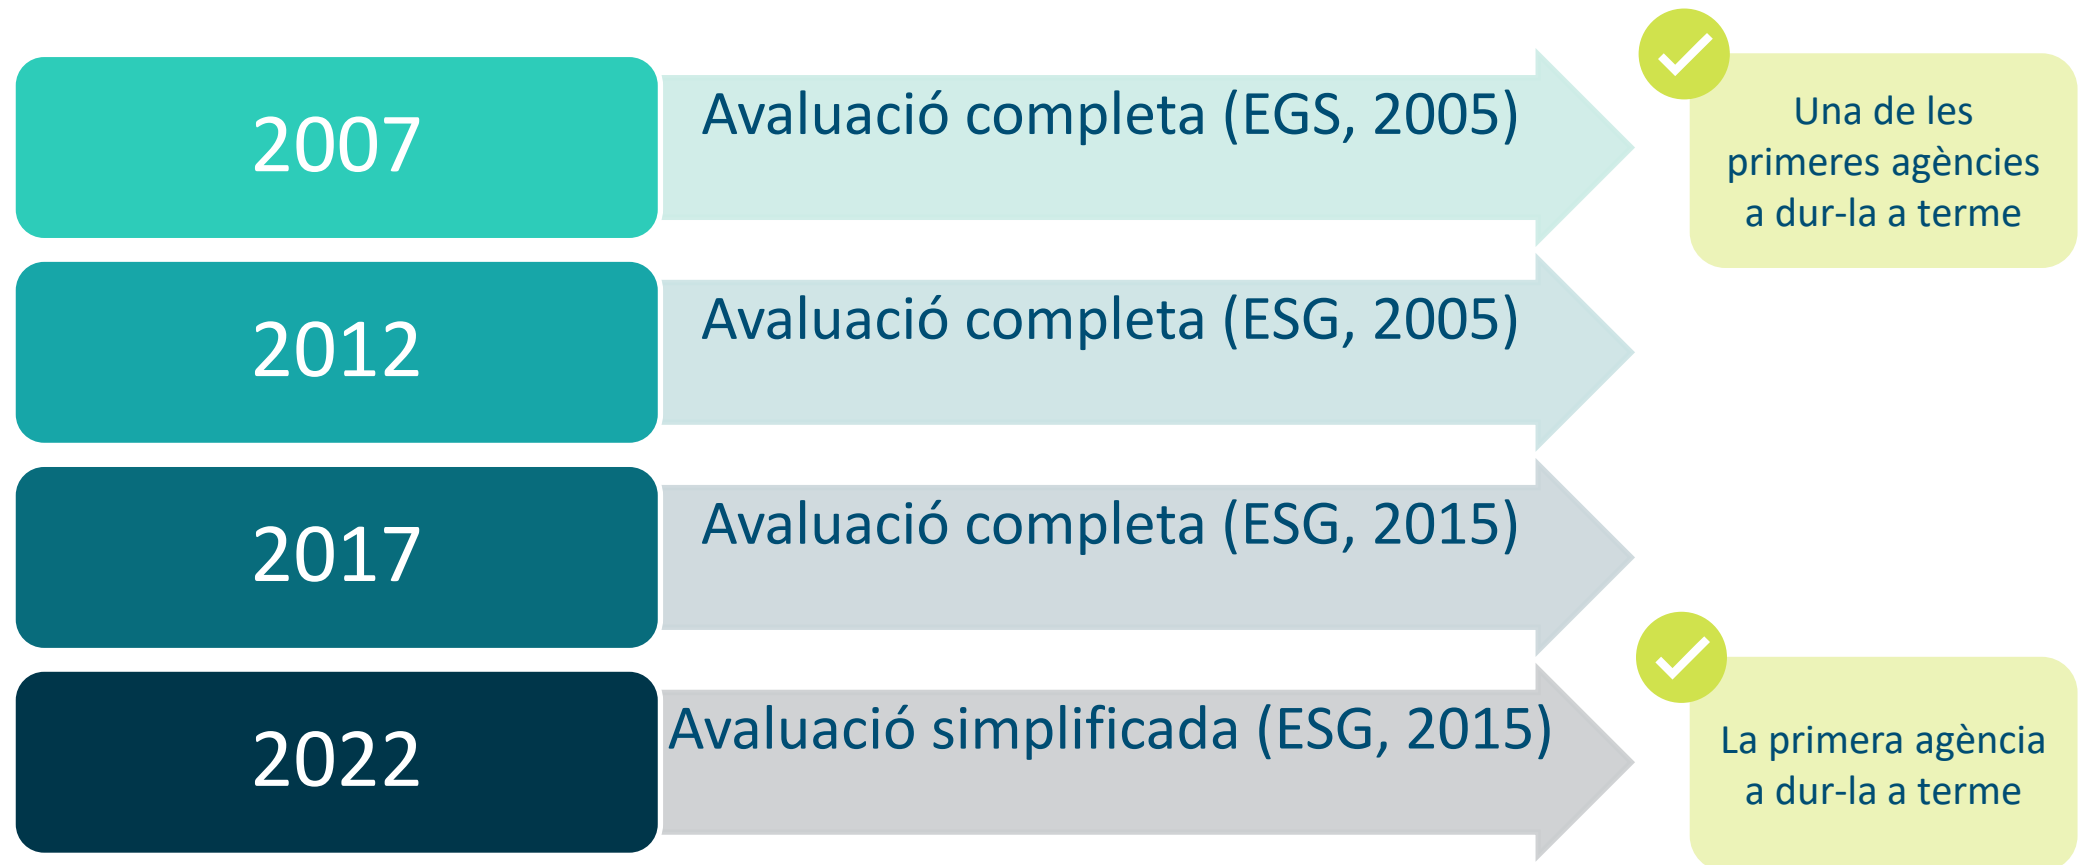 2007
Avaluació completa (EGS, 2005)
Una de les
primeres agències
a dur-la a terme
2012
Avaluació completa (ESG, 2005)
2017
Avaluació completa (ESG, 2015)
2022
Avaluació simplificada (ESG, 2015)
La primera agència
a dur-la a terme